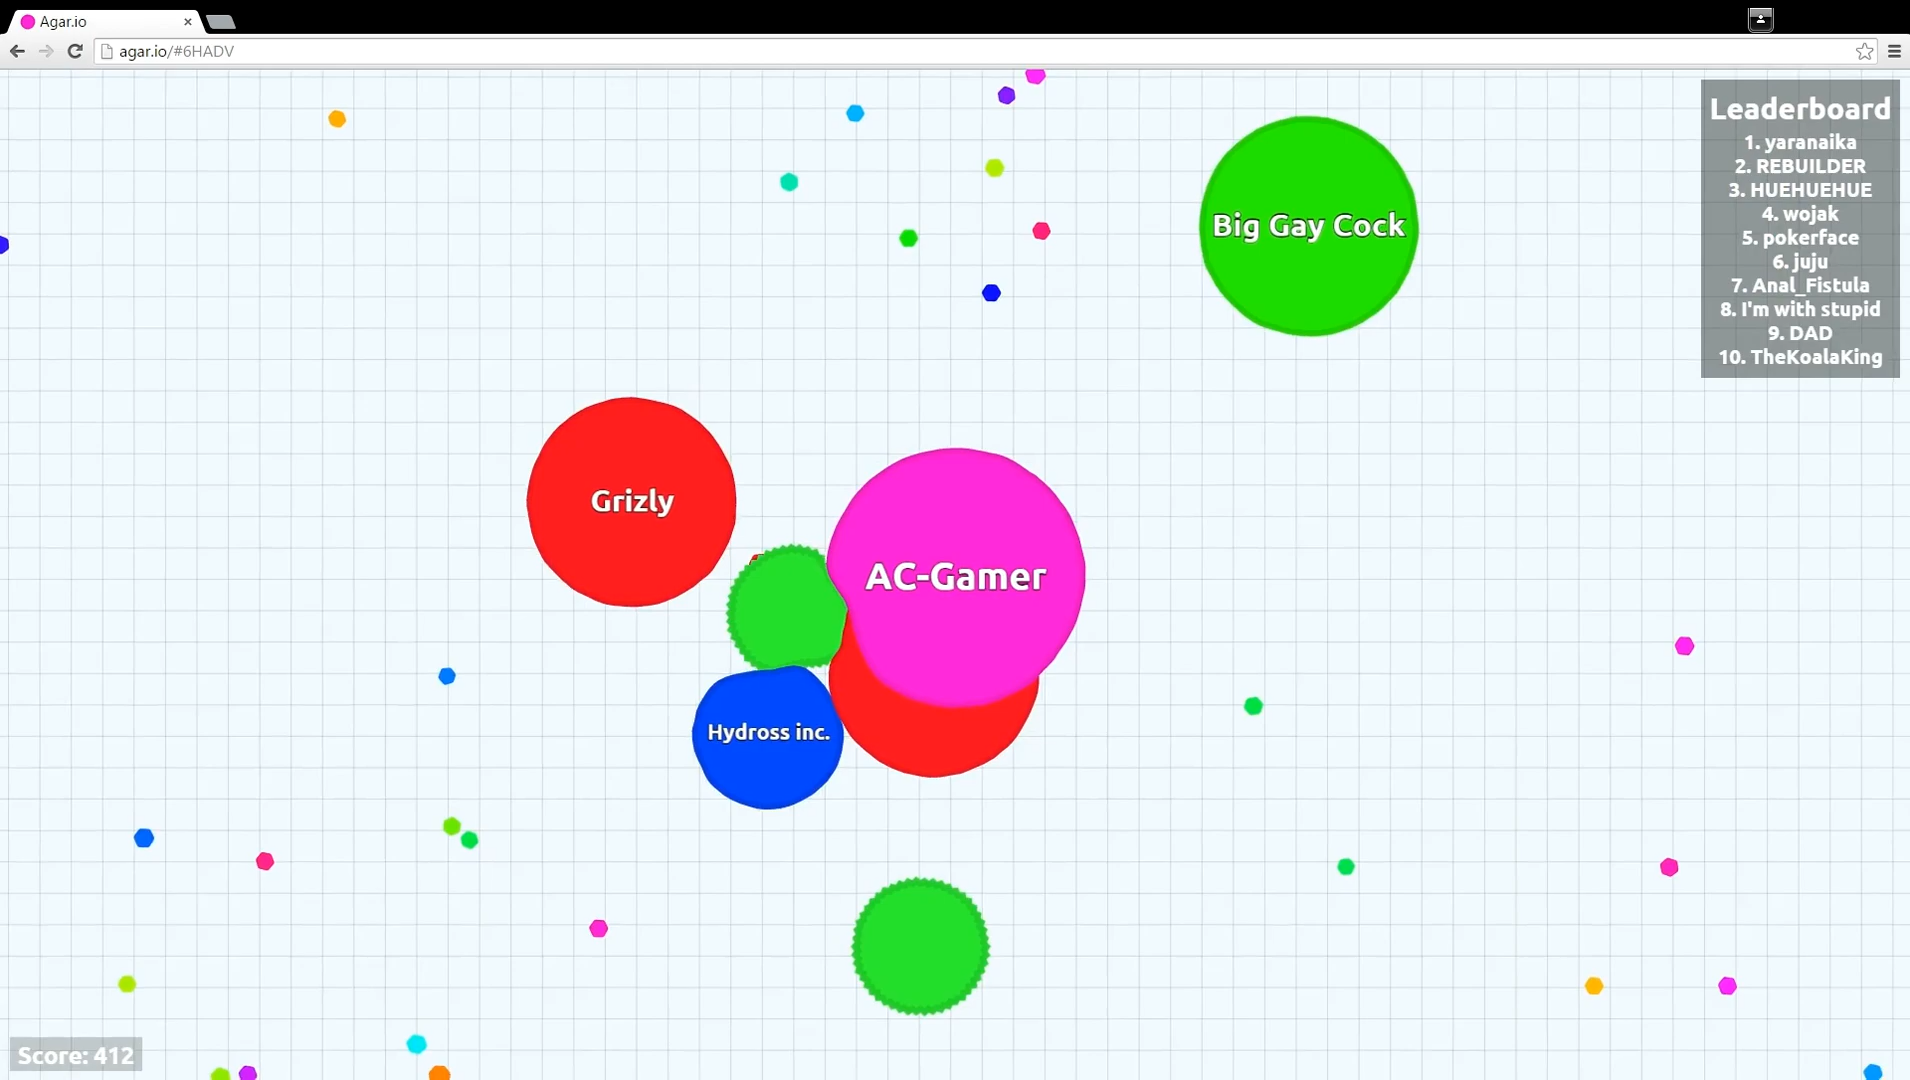 Agar.io
agar.io/#6HADV
Leaderboard
1. yaranaika
2. REBUILDER
3. HUEHUEHUE
4. wojak
5. pokerface
6. juju
7. Anal_Fistula
8. I'm with stupid
9. DAD
10. TheKoalaKing
Big Gay Cock
Grizly
AC-Gamer
Hydross inc.
Score: 412